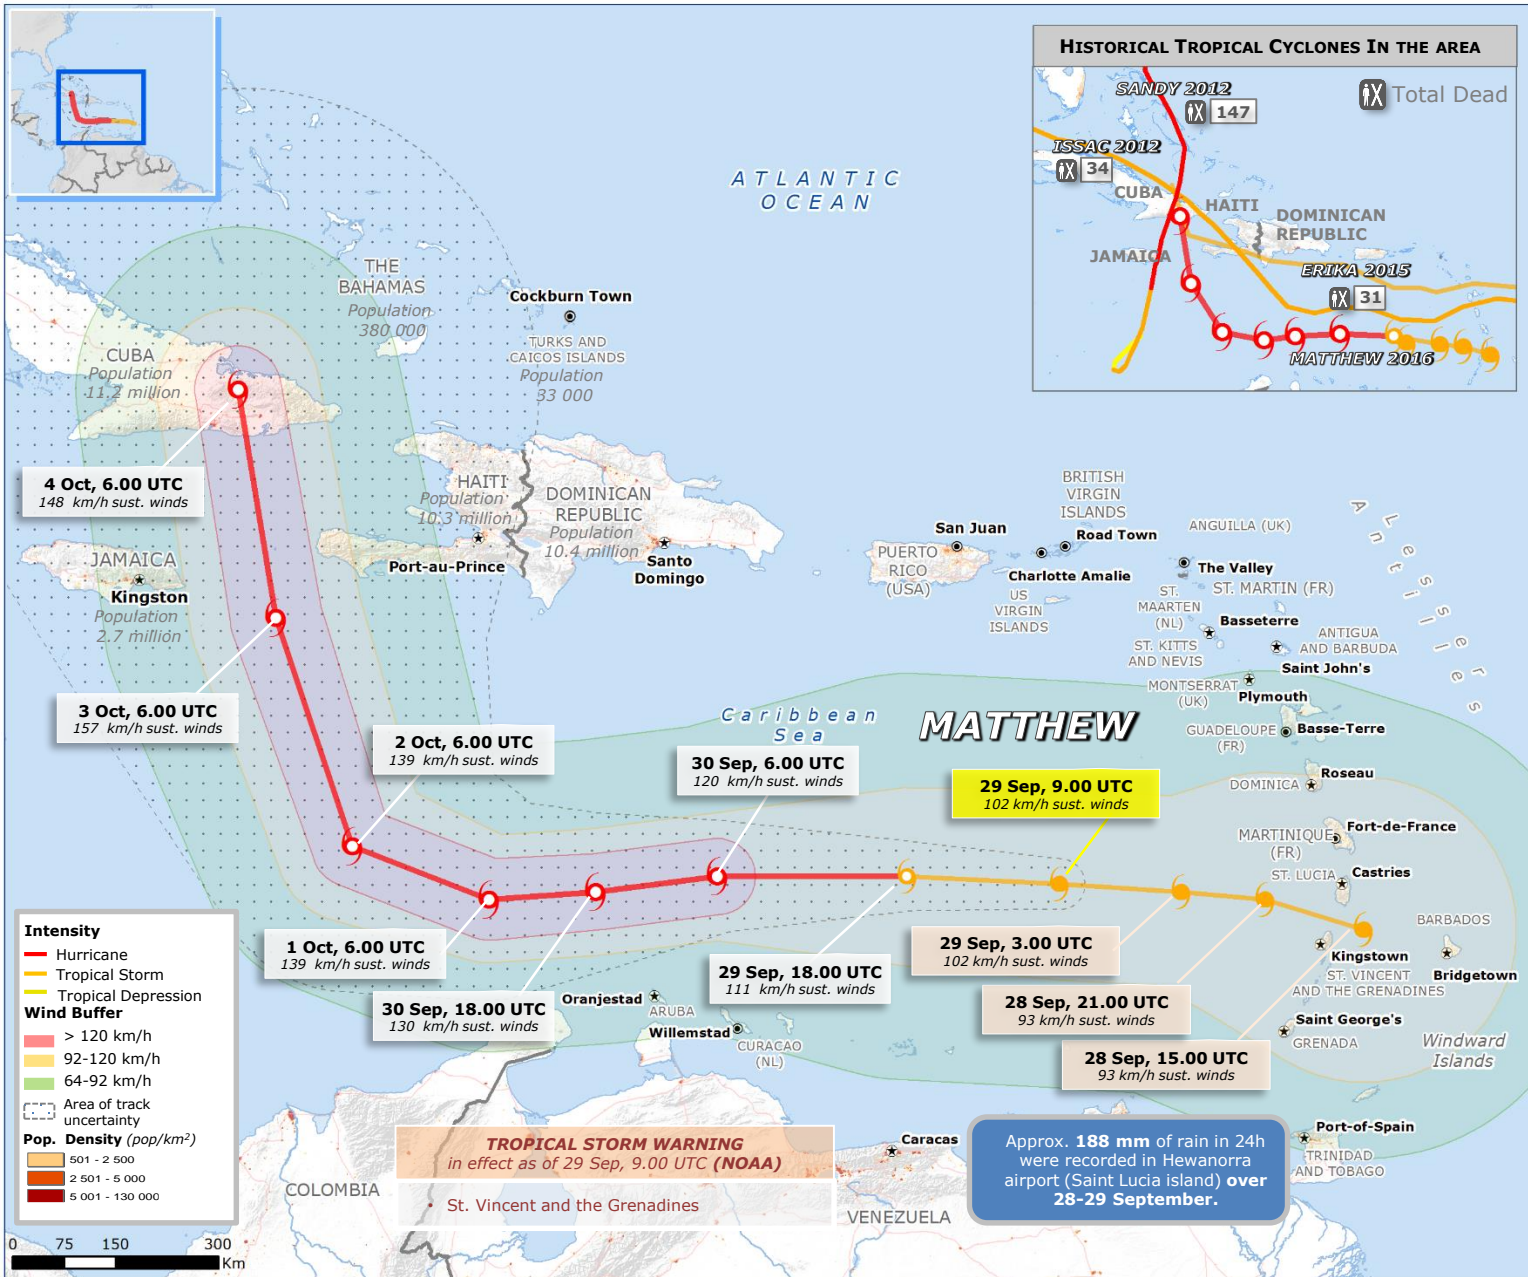 HISTORICAL TROPICAL CYCLONES IN THE AREA
SANDY 2012
147
Total Dead
ISSAC 2012
34
CUBA
HAITI
DOMINICAN
REPUBLIC
JAMAICA
ERIKA 2015
31
MATTHEW 2016
ATLANTIC
OCEAN
THE
BAHAMAS
Population
380 000
Cockburn Town
TURKS AND
CAICOS ISLANDS
Population
33 000
CUBA
Population
11.2 million
4 Oct, 6.00 UTC
148 km/h sust. winds
HAITI
Population
10.3 million
DOMINICAN
REPUBLIC
Population
10.4 million
Port-au-Prince
Santo
Domingo
JAMAICA
Kingston
Population
2.7 million
San Juan
PUERTO
RICO
(USA)
BRITISH
VIRGIN
ISLANDS
Road Town
Charlotte Amalie
US
VIRGIN
ISLANDS
ANGUILLA (UK)
The Valley
ST. MARTIN (FR)
ST.
MAARTEN
(NL)
Basseterre
ST. KITTS
AND NEVIS
ANTIGUA
AND BARBUDA
Saint John's
Lesser
Antilles
MONTSERRAT
(UK)
Plymouth
GUADELOUPE
(FR)
Basse-Terre
3 Oct, 6.00 UTC
157 km/h sust. winds
2 Oct, 6.00 UTC
139 km/h sust. winds
Caribbean
Sea
MATTHEW
30 Sep, 6.00 UTC
120 km/h sust. winds
29 Sep, 9.00 UTC
102 km/h sust. winds
Roseau
DOMINICA
Fort-de-France
MARTINIQUE
(FR)
Castries
ST. LUCIA
BARBADOS
Bridgetown
Kingstown
ST. VINCENT
AND THE GRENADINES
Saint George's
GRENADA
Windward
Islands
1 Oct, 6.00 UTC
139 km/h sust. winds
30 Sep, 18.00 UTC
130 km/h sust. winds
29 Sep, 18.00 UTC
111 km/h sust. winds
29 Sep, 3.00 UTC
102 km/h sust. winds
28 Sep, 21.00 UTC
93 km/h sust. winds
28 Sep, 15.00 UTC
93 km/h sust. winds
Oranjestad
ARUBA
Willemstad
CURACAO
(NL)
Intensity
Hurricane
Tropical Storm
Tropical Depression
Wind Buffer
> 120 km/h
92-120 km/h
64-92 km/h
Area of track
uncertainty
Pop. Density (pop/km²)
501 - 2 500
2 501 - 5 000
5 001 - 130 000
0 75 150 300
Km
COLOMBIA
TROPICAL STORM WARNING
in effect as of 29 Sep, 9.00 UTC (NOAA)
• St. Vincent and the Grenadines
Caracas
VENEZUELA
Approx. 188 mm of rain in 24h
were recorded in Hewanorra
airport (Saint Lucia island) over
28-29 September.
Port-of-Spain
TRINIDAD
AND TOBAGO